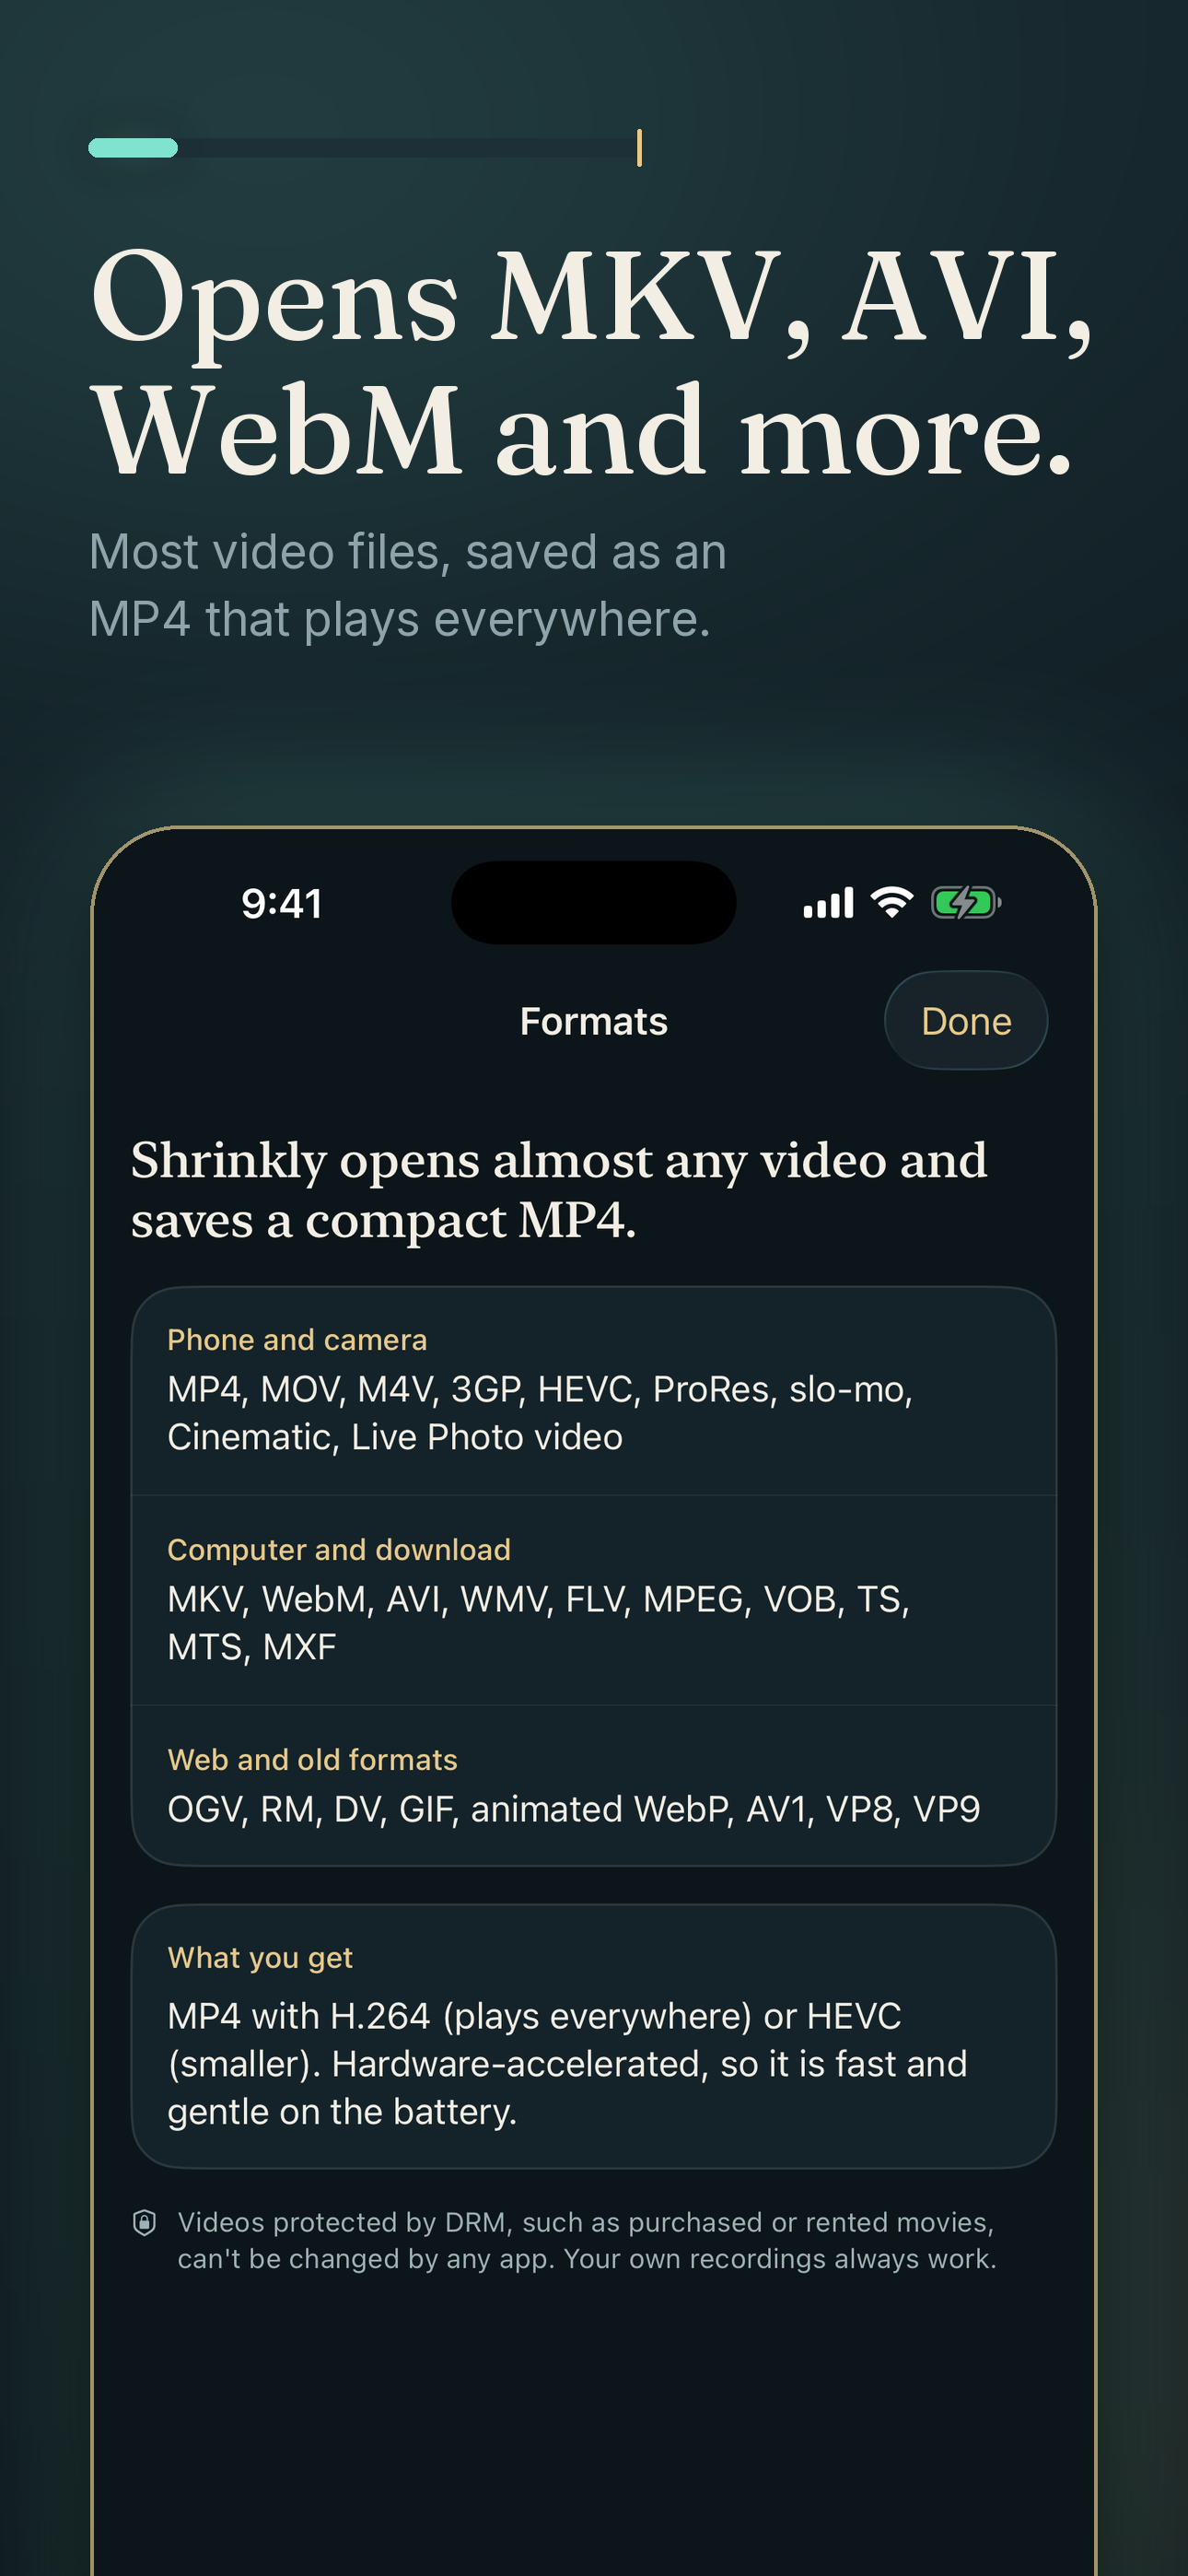 Opens MKV, AVI,
WebM and more.
Most video files, saved as an
MP4 that plays everywhere.
9:41
Formats
Done
Shrinkly opens almost any video and
saves a compact MP4.
Phone and camera
MP4, MOV, M4V, 3GP, HEVC, ProRes, slo-mo,
Cinematic, Live Photo video
Computer and download
MKV, WebM, AVI, WMV, FLV, MPEG, VOB, TS,
MTS, MXF
Web and old formats
OGV, RM, DV, GIF, animated WebP, AV1, VP8, VP9
What you get
MP4 with H.264 (plays everywhere) or HEVC
(smaller). Hardware-accelerated, so it is fast and
gentle on the battery.
Videos protected by DRM, such as purchased or rented movies,
can't be changed by any app. Your own recordings always work.